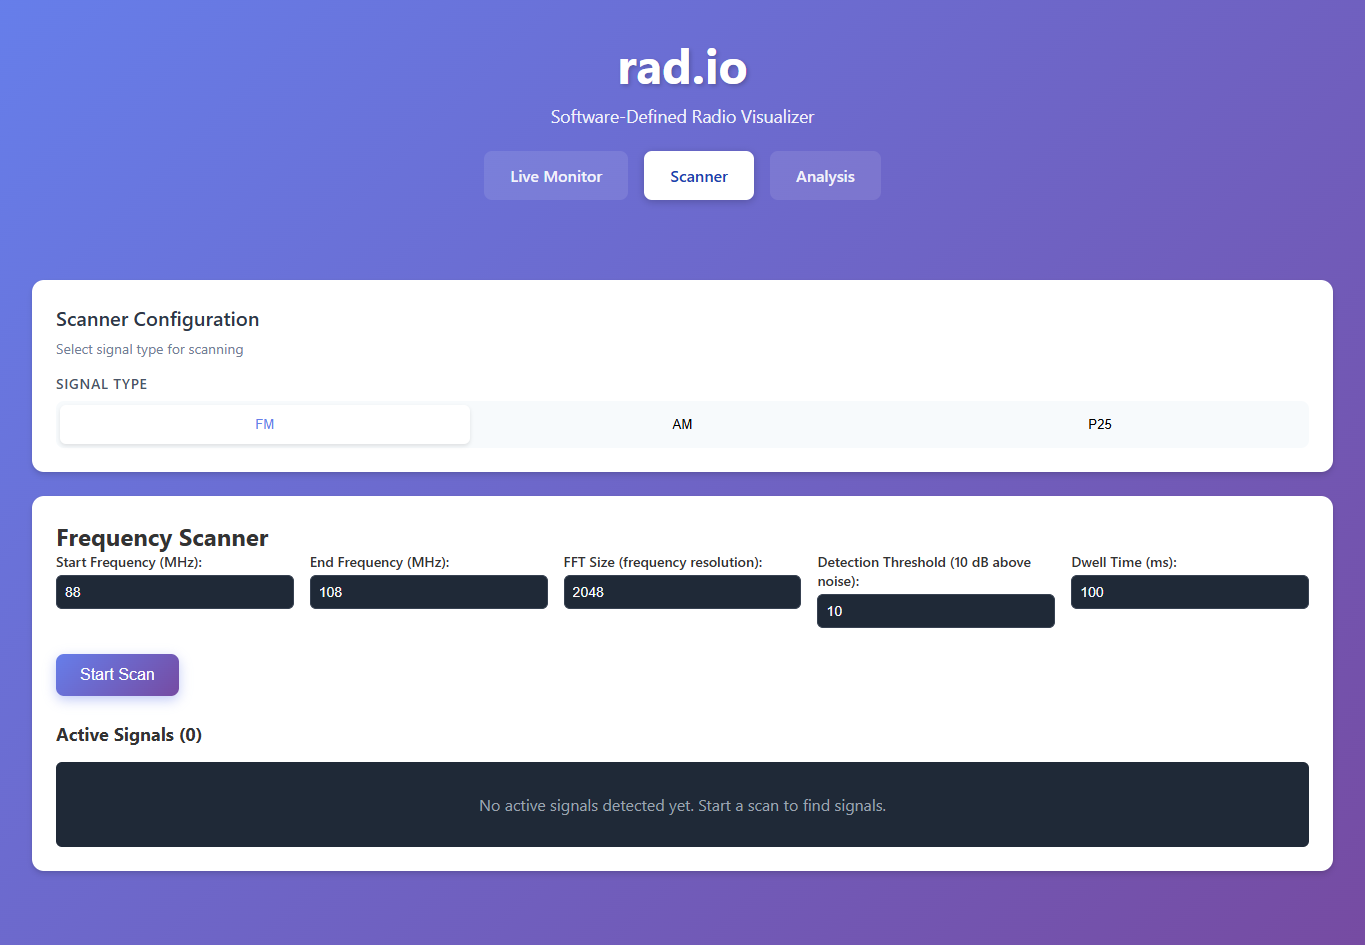 rad.io
Software-Defined Radio Visualizer
Live Monitor
Scanner
Analysis
Scanner Configuration
Select signal type for scanning
SIGNAL TYPE
FM
AM
P25
Frequency Scanner
Start Frequency (MHz):
88
End Frequency (MHz):
108
FFT Size (frequency resolution):
2048
Detection Threshold (10 dB above
noise):
10
Dwell Time (ms):
100
Start Scan
Active Signals (0)
No active signals detected yet. Start a scan to find signals.